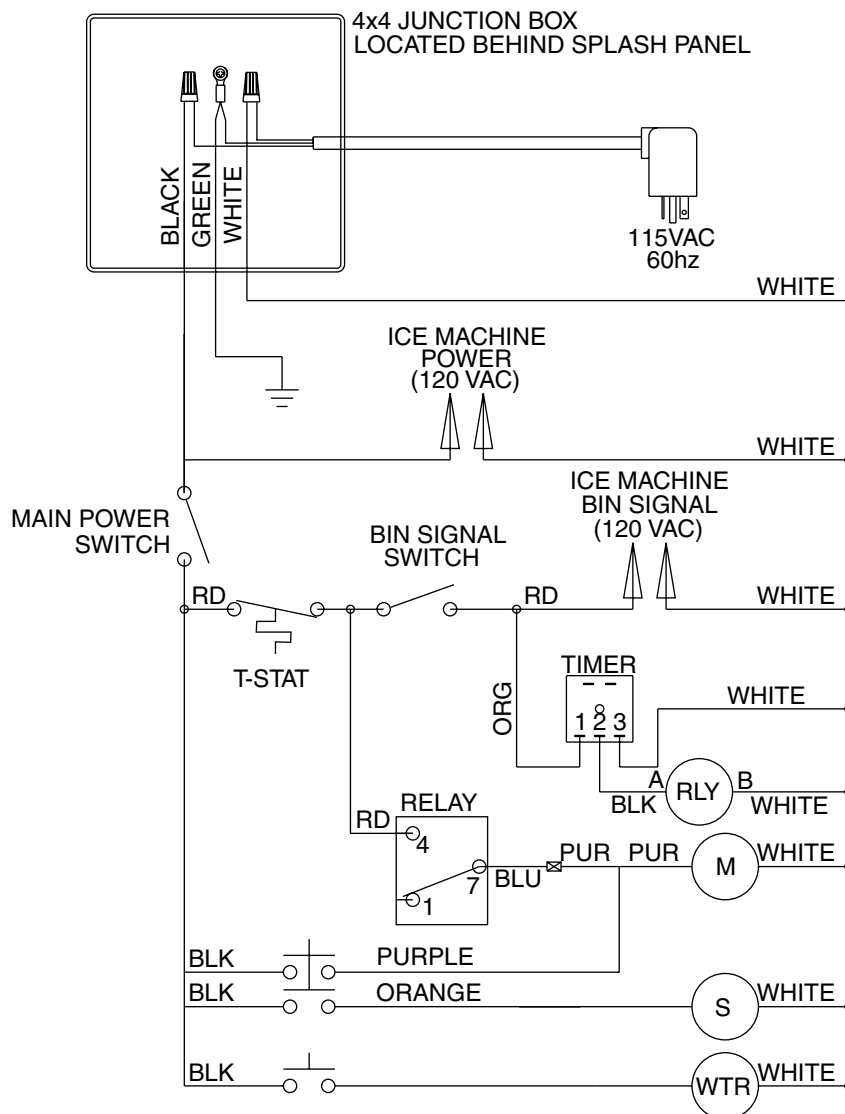 4x4 JUNCTION BOX
LOCATED BEHIND SPLASH PANEL
BLACK
GREEN
WHITE
115VAC
60hz
WHITE
ICE MACHINE
POWER
(120 VAC)
WHITE
ICE MACHINE
BIN SIGNAL
(120 VAC)
MAIN POWER
SWITCH
BIN SIGNAL
SWITCH
RD
RD
WHITE
T-STAT
TIMER
ORG
1 2 3
WHITE
A
RLY
B
BLK
WHITE
RELAY
RD
4
7
1
BLU
PUR
PUR
M
WHITE
BLK
PURPLE
BLK
ORANGE
S
WHITE
BLK
WTR
WHITE